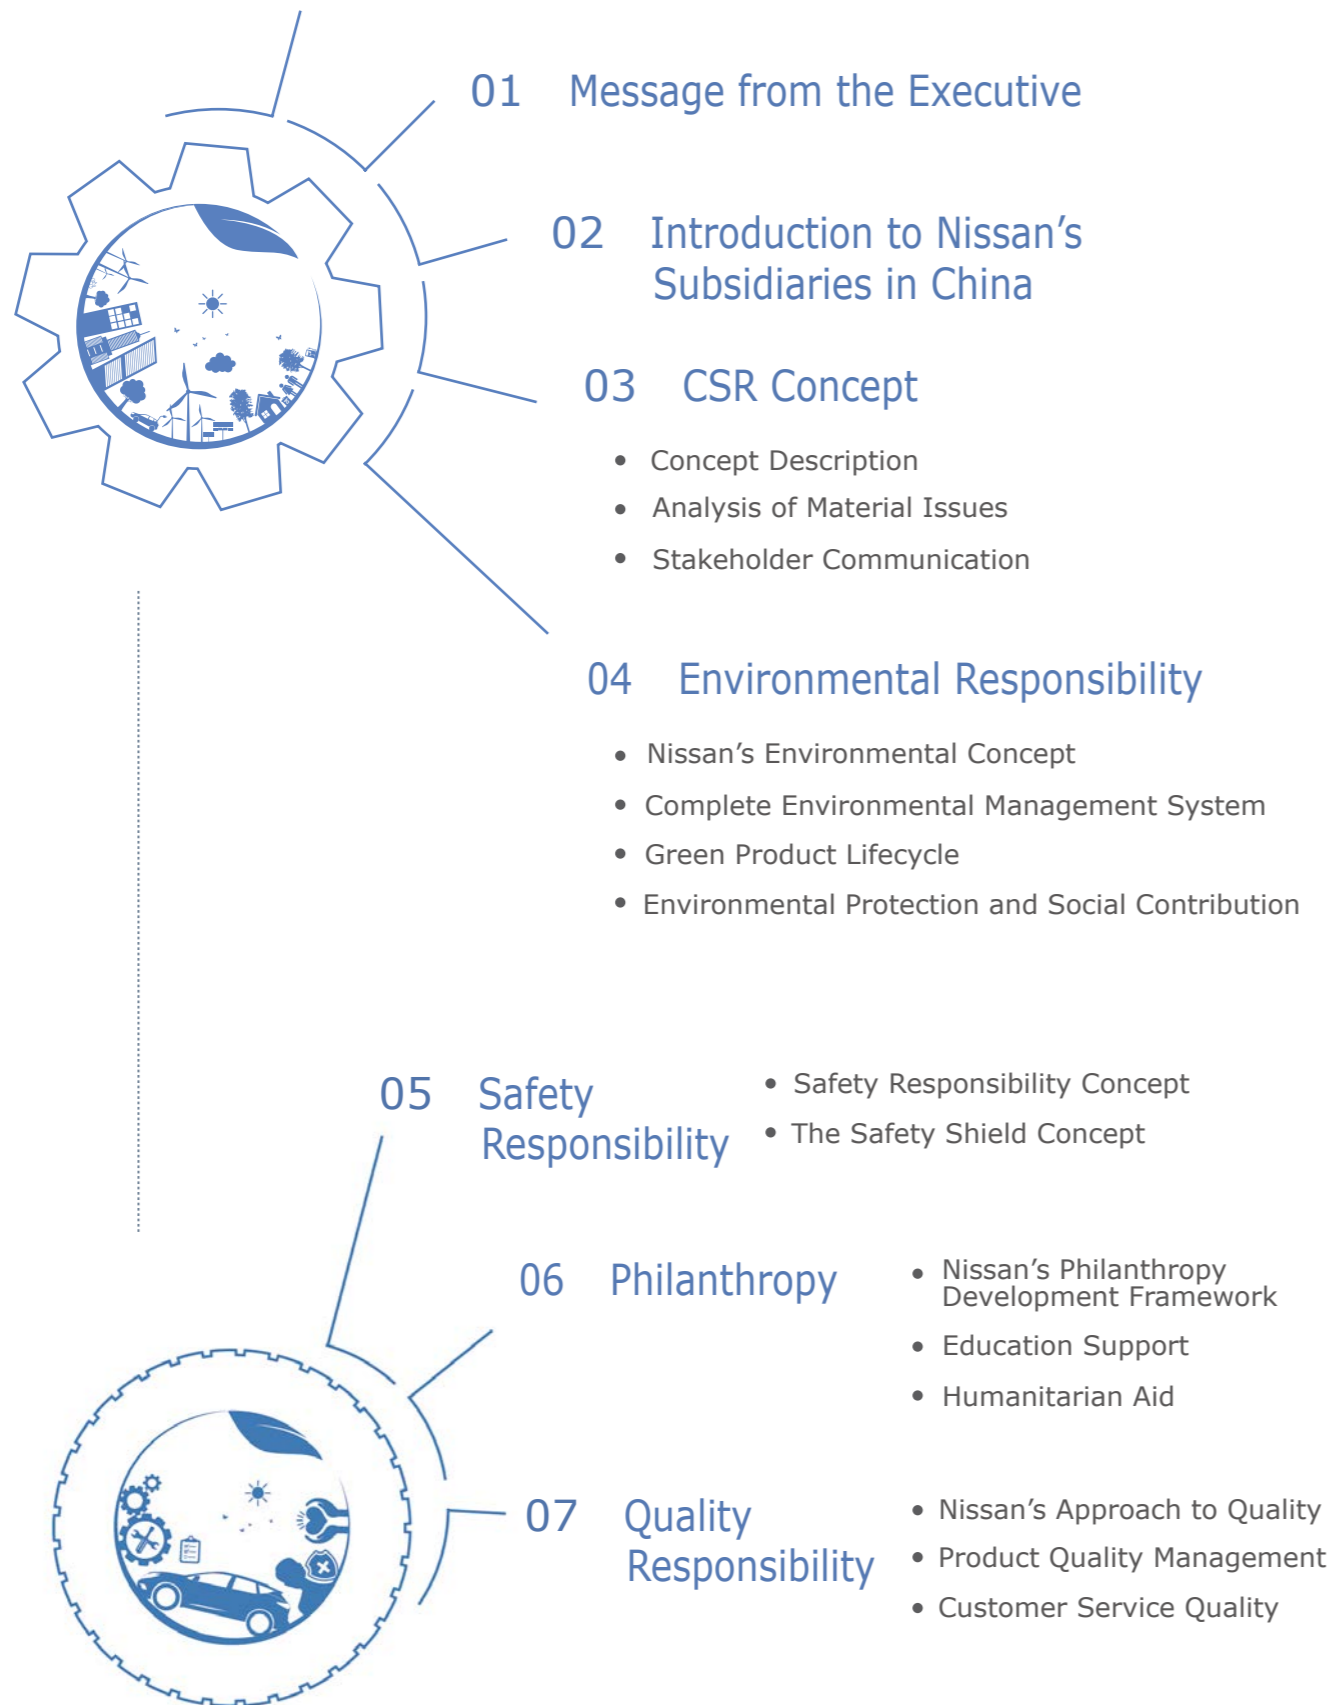 01 Message from the Executive
02 Introduction to Nissan’s
Subsidiaries in China
03 CSR Concept
• Concept Description
• Analysis of Material Issues
• Stakeholder Communication
04 Environmental Responsibility
• Nissan’s Environmental Concept
• Complete Environmental Management System
• Green Product Lifecycle
• Environmental Protection and Social Contribution
05 Safety
Responsibility
• Safety Responsibility Concept
• The Safety Shield Concept
06 Philanthropy
• Nissan’s Philanthropy
Development Framework
• Education Support
• Humanitarian Aid
07 Quality
Responsibility
• Nissan’s Approach to Quality
• Product Quality Management
• Customer Service Quality